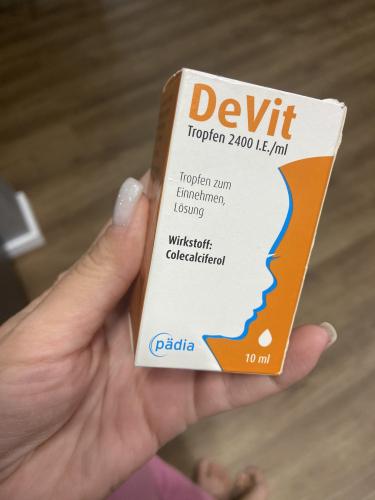 DeVit
Tropfen 2400 I.E./ml
Tropfen zum
Einnehmen,
Lösung
Wirkstoff:
Colecalciferol
pädia
10 ml